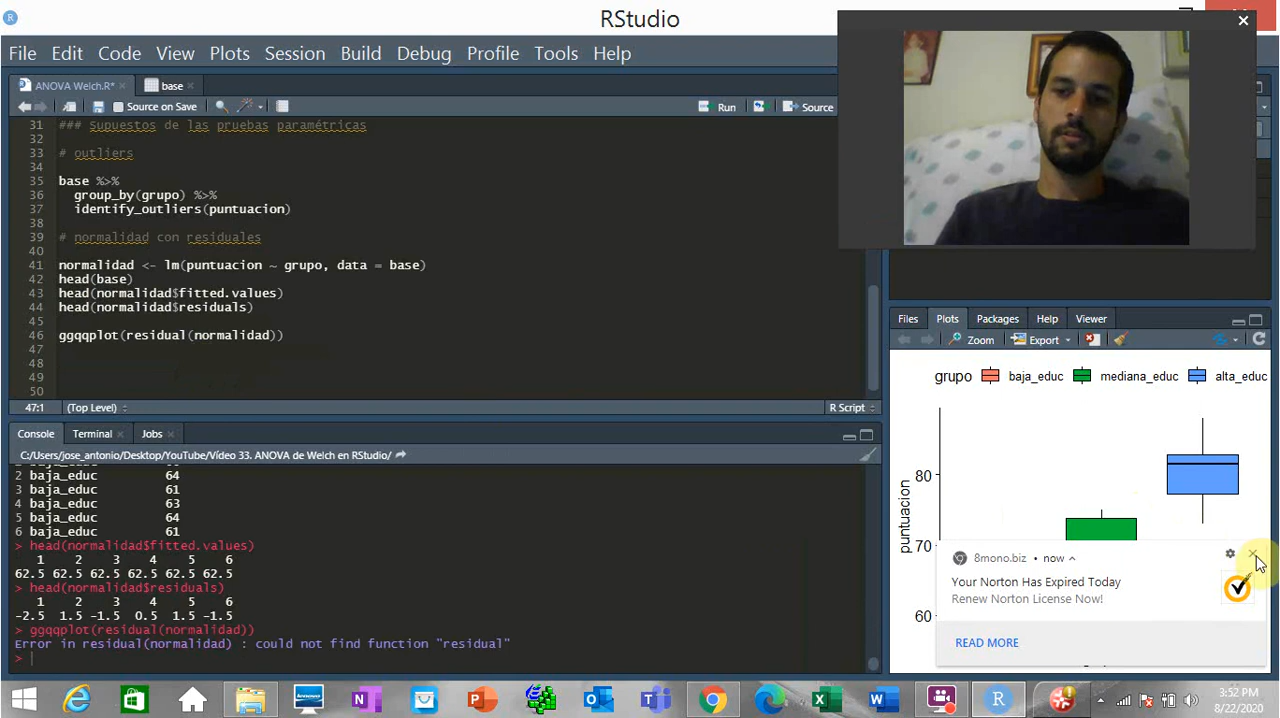 RStudio
File Edit Code View Plots Session Build Debug Profile Tools Help
ANOVA Welch.R* base
Source on Save Run Source
31 ### Supuestos de las pruebas paramétricas
32
33 # outliers
34
35 base %>%
36 group_by(grupo) %>%
37 identify_outliers(puntuacion)
38
39 # normalidad con residuales
40
41 normalidad <- lm(puntuacion ~ grupo, data = base)
42 head(base)
43 head(normalidad$fitted.values)
44 head(normalidad$residuals)
45
46 ggqqplot(residual(normalidad))
47
48
49
50
47:1 (Top Level) R Script
Console Terminal Jobs
C:/Users/jose_antonio/Desktop/YouTube/Vídeo 33. ANOVA de Welch en RStudio/
2 baja_educ 64
3 baja_educ 61
4 baja_educ 63
5 baja_educ 64
6 baja_educ 61
> head(normalidad$fitted.values)
1 2 3 4 5 6
62.5 62.5 62.5 62.5 62.5 62.5
> head(normalidad$residuals)
1 2 3 4 5 6
-2.5 1.5 -1.5 0.5 1.5 -1.5
> ggqqplot(residual(normalidad))
Error in residual(normalidad) : could not find function "residual"
>
Files Plots Packages Help Viewer
Zoom Export
grupo baja_educ mediana_educ alta_educ
puntuacion
80
70
60
8mono.biz • now
Your Norton Has Expired Today
Renew Norton License Now!
READ MORE
3:52 PM
8/22/2020